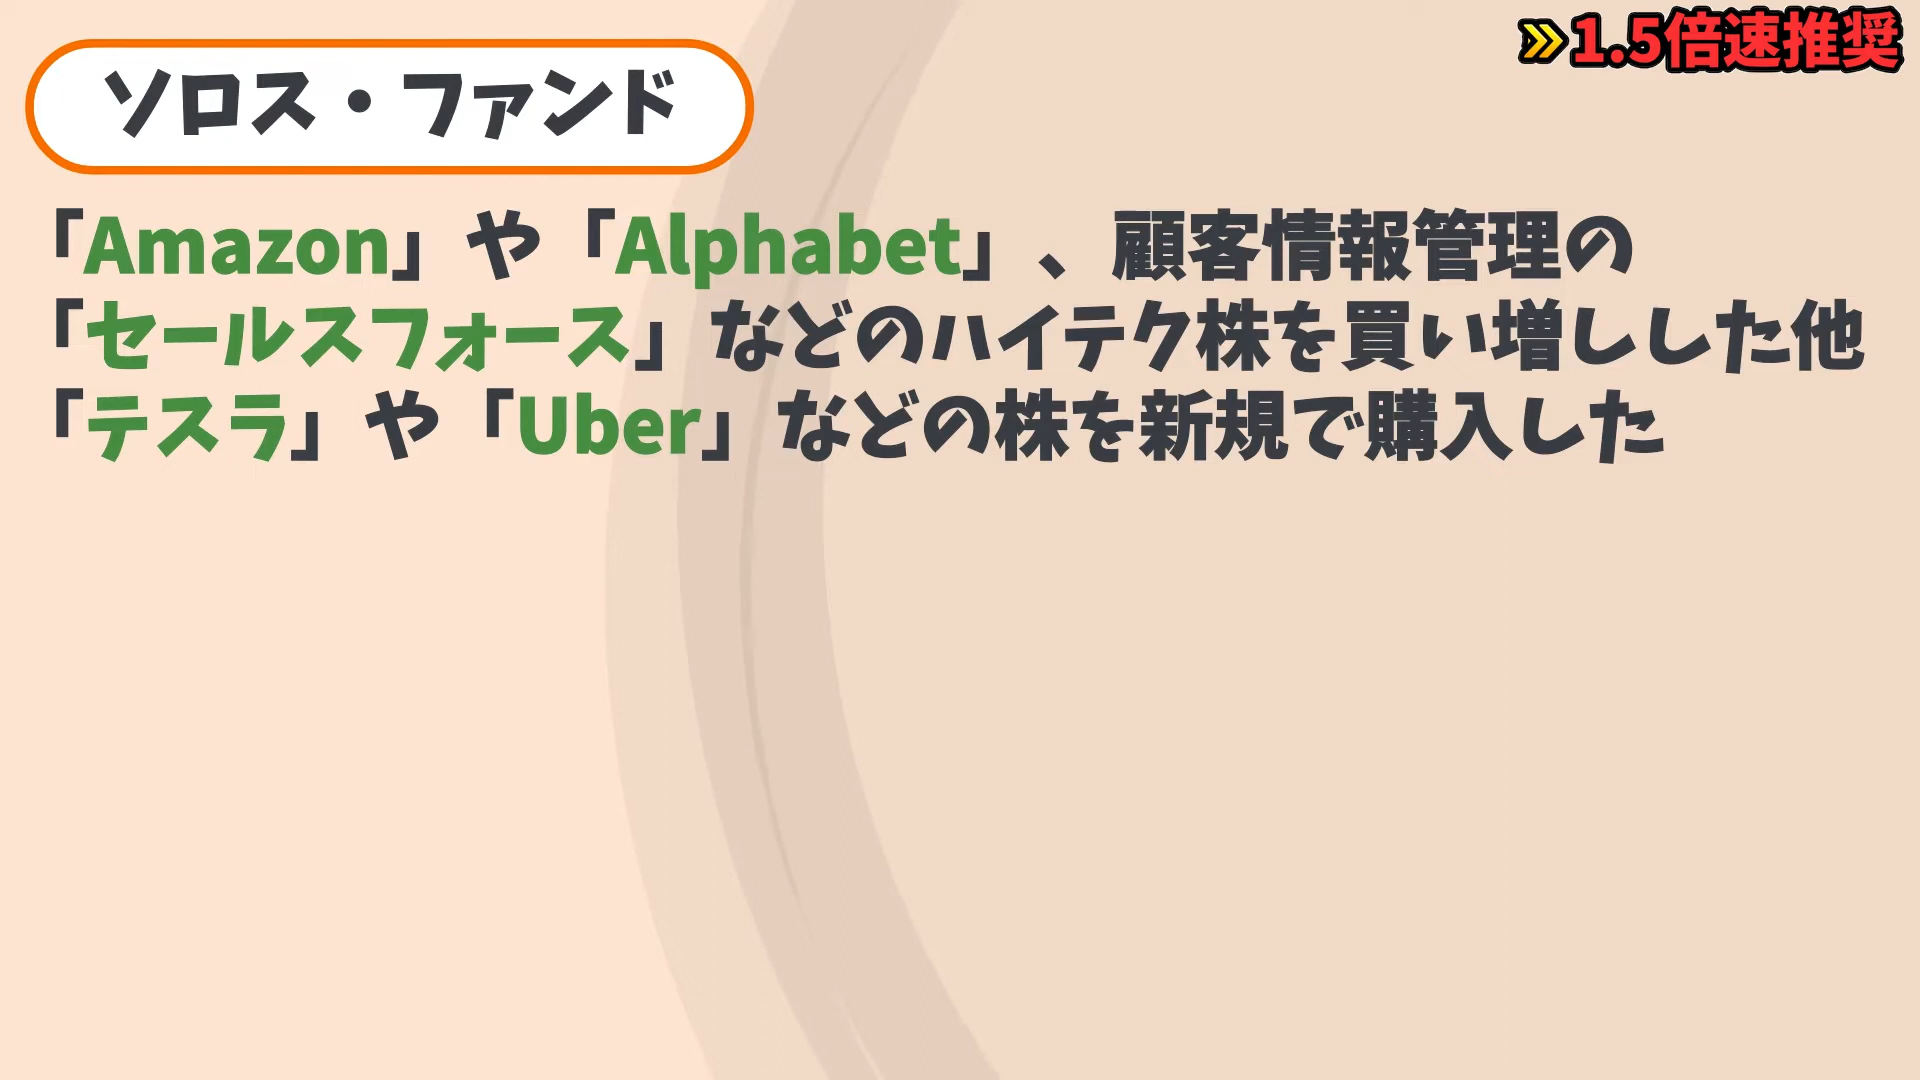 1.5倍速推奨
ソロス・ファンド
「Amazon」や「Alphabet」、顧客情報管理の
「セールスフォース」などのハイテク株を買い増しした他
「テスラ」や「Uber」などの株を新規で購入した